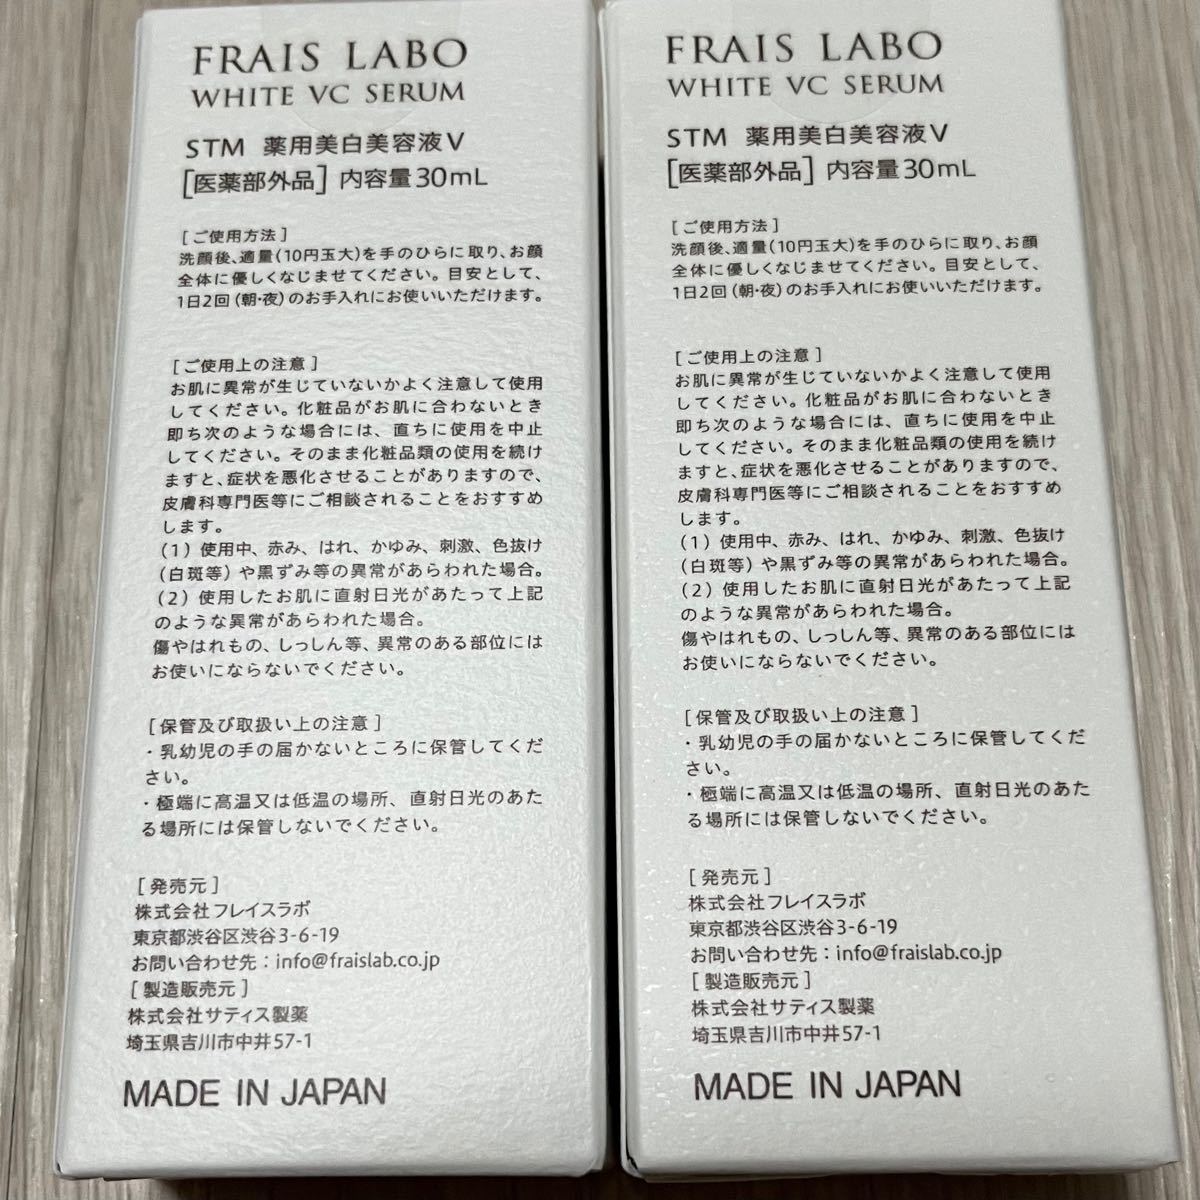 FRAIS LABO
WHITE VC SERUM
STM 薬用美白美容液V
[医薬部外品] 内容量30mL
[ご使用方法]
洗顔後、適量(10円玉大)を手のひらに取り、お顔
全体に優しくなじませてください。目安として、
1日2回(朝・夜)のお手入れにお使いいただけます。
[ご使用上の注意]
お肌に異常が生じていないかよく注意して使用
してください。化粧品がお肌に合わないとき
即ち次のような場合には、直ちに使用を中止
してください。そのまま化粧品類の使用を続け
ますと、症状を悪化させることがありますので、
皮膚科専門医等にご相談されることをおすすめ
します。
(1)使用中、赤み、はれ、かゆみ、刺激、色抜け
(白斑等)や黒ずみ等の異常があらわれた場合。
(2)使用したお肌に直射日光があたって上記
のような異常があらわれた場合。
傷やはれもの、しっしん等、異常のある部位には
お使いにならないでください。
[保管及び取扱い上の注意]
・乳幼児の手の届かないところに保管してくだ
さい。
・極端に高温又は低温の場所、直射日光のあた
る場所には保管しないでください。
[発売元]
株式会社フレイスラボ
東京都渋谷区渋谷3-6-19
お問い合わせ先:info@fraislab.co.jp
[製造販売元]
株式会社サティス製薬
埼玉県吉川市中井57-1
MADE IN JAPAN
FRAIS LABO
WHITE VC SERUM
STM 薬用美白美容液V
[医薬部外品] 内容量30mL
[ご使用方法]
洗顔後、適量(10円玉大)を手のひらに取り、お顔
全体に優しくなじませてください。目安として、
1日2回(朝・夜)のお手入れにお使いいただけます。
[ご使用上の注意]
お肌に異常が生じていないかよく注意して使用
してください。化粧品がお肌に合わないとき
即ち次のような場合には、直ちに使用を中止
してください。そのまま化粧品類の使用を続け
ますと、症状を悪化させることがありますので、
皮膚科専門医等にご相談されることをおすすめ
します。
(1)使用中、赤み、はれ、かゆみ、刺激、色抜け
(白斑等)や黒ずみ等の異常があらわれた場合。
(2)使用したお肌に直射日光があたって上記
のような異常があらわれた場合。
傷やはれもの、しっしん等、異常のある部位には
お使いにならないでください。
[保管及び取扱い上の注意]
・乳幼児の手の届かないところに保管してくだ
さい。
・極端に高温又は低温の場所、直射日光のあた
る場所には保管しないでください。
[発売元]
株式会社フレイスラボ
東京都渋谷区渋谷3-6-19
お問い合わせ先:info@fraislab.co.jp
[製造販売元]
株式会社サティス製薬
埼玉県吉川市中井57-1
MADE IN JAPAN